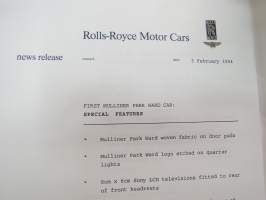 Rolls-Royce Motor Cars
news release
3 February 1994
FIRST MULLINER PARK WARD CAR:
SPECIAL FEATURES
- Mulliner Park Ward woven fabric on door pads
- Mulliner Park Ward logo etched on quarter
lights
- 8cm x 6cm Sony LCD televisions fitted to rear
of front headrests